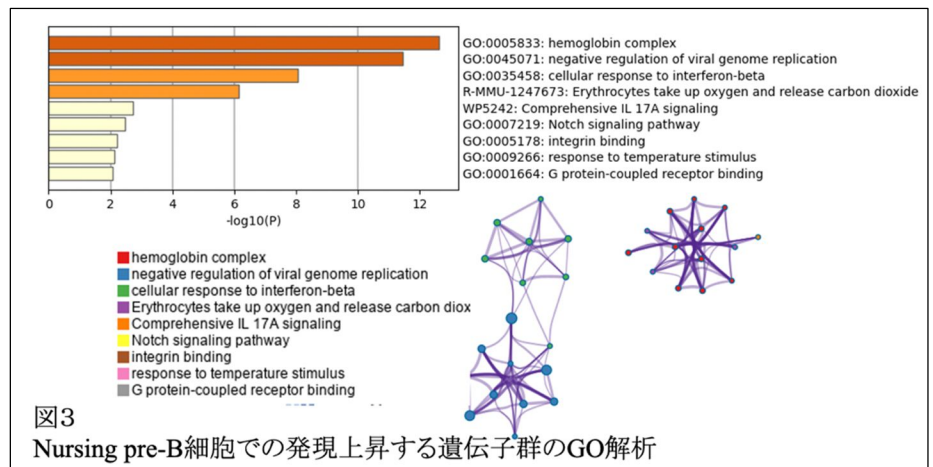 GO:0005833: hemoglobin complex
GO:0045071: negative regulation of viral genome replication
GO:0035458: cellular response to interferon-beta
R-MMU-1247673: Erythrocytes take up oxygen and release carbon dioxide
WP5242: Comprehensive IL 17A signaling
GO:0007219: Notch signaling pathway
GO:0005178: integrin binding
GO:0009266: response to temperature stimulus
GO:0001664: G protein-coupled receptor binding
0 2 4 6 8 10 12
-log10(P)
hemoglobin complex
negative regulation of viral genome replication
cellular response to interferon-beta
Erythrocytes take up oxygen and release carbon diox
Comprehensive IL 17A signaling
Notch signaling pathway
integrin binding
response to temperature stimulus
G protein-coupled receptor binding
図3
Nursing pre-B細胞での発現上昇する遺伝子群のGO解析